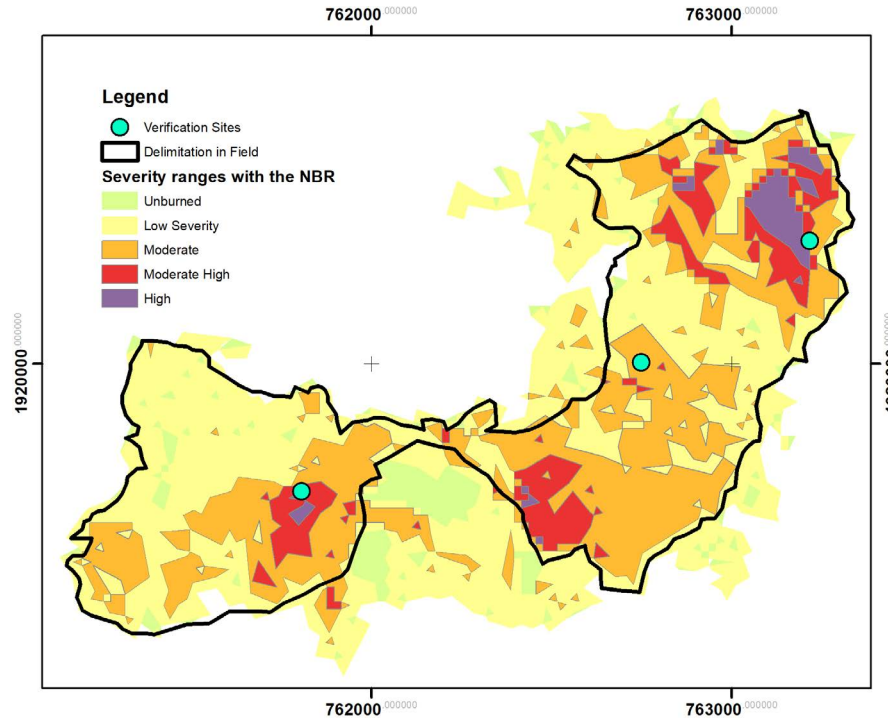 762000.000000 763000.000000
Legend
Verification Sites
Delimitation in Field
Severity ranges with the NBR
Unburned
Low Severity
Moderate
Moderate High
High
1920000.000000
762000.000000 763000.000000